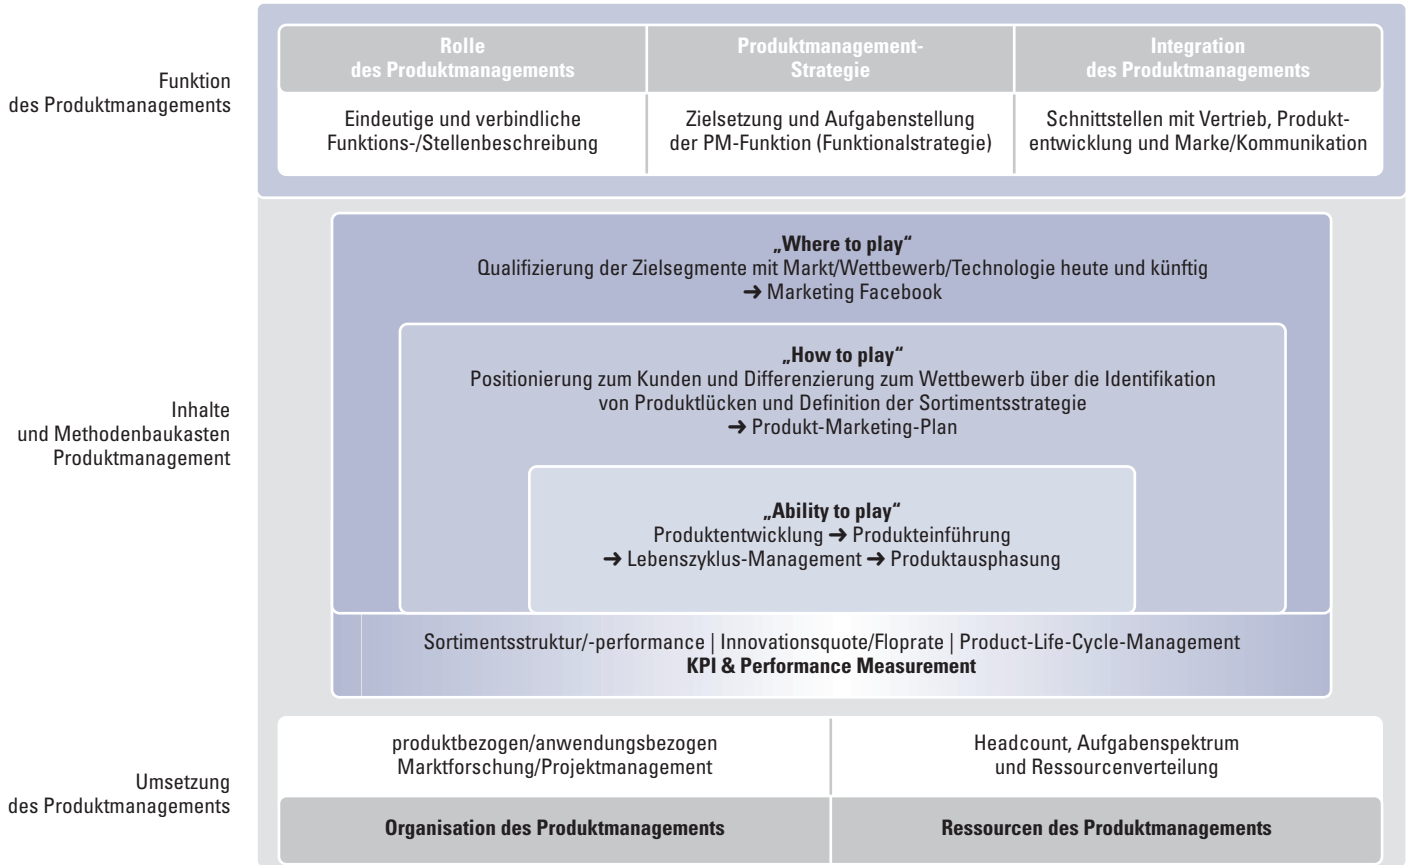 Funktion
des Produktmanagements
Rolle
des Produktmanagements
Produktmanagement-
Strategie
Integration
des Produktmanagements
Eindeutige und verbindliche
Funktions-/Stellenbeschreibung
Zielsetzung und Aufgabenstellung
der PM-Funktion (Funktionalstrategie)
Schnittstellen mit Vertrieb, Produkt-
entwicklung und Marke/Kommunikation
Inhalte
und Methodenbaukasten
Produktmanagement
„Where to play“
Qualifizierung der Zielsegmente mit Markt/Wettbewerb/Technologie heute und künftig
➜ Marketing Facebook
„How to play“
Positionierung zum Kunden und Differenzierung zum Wettbewerb über die Identifikation
von Produktlücken und Definition der Sortimentsstrategie
➜ Produkt-Marketing-Plan
„Ability to play“
Produktentwicklung ➜ Produkteinführung
➜ Lebenszyklus-Management ➜ Produktausphasung
Sortimentsstruktur/-performance | Innovationsquote/Floprate | Product-Life-Cycle-Management
KPI & Performance Measurement
Umsetzung
des Produktmanagements
produktbezogen/anwendungsbezogen
Marktforschung/Projektmanagement
Headcount, Aufgabenspektrum
und Ressourcenverteilung
Organisation des Produktmanagements
Ressourcen des Produktmanagements